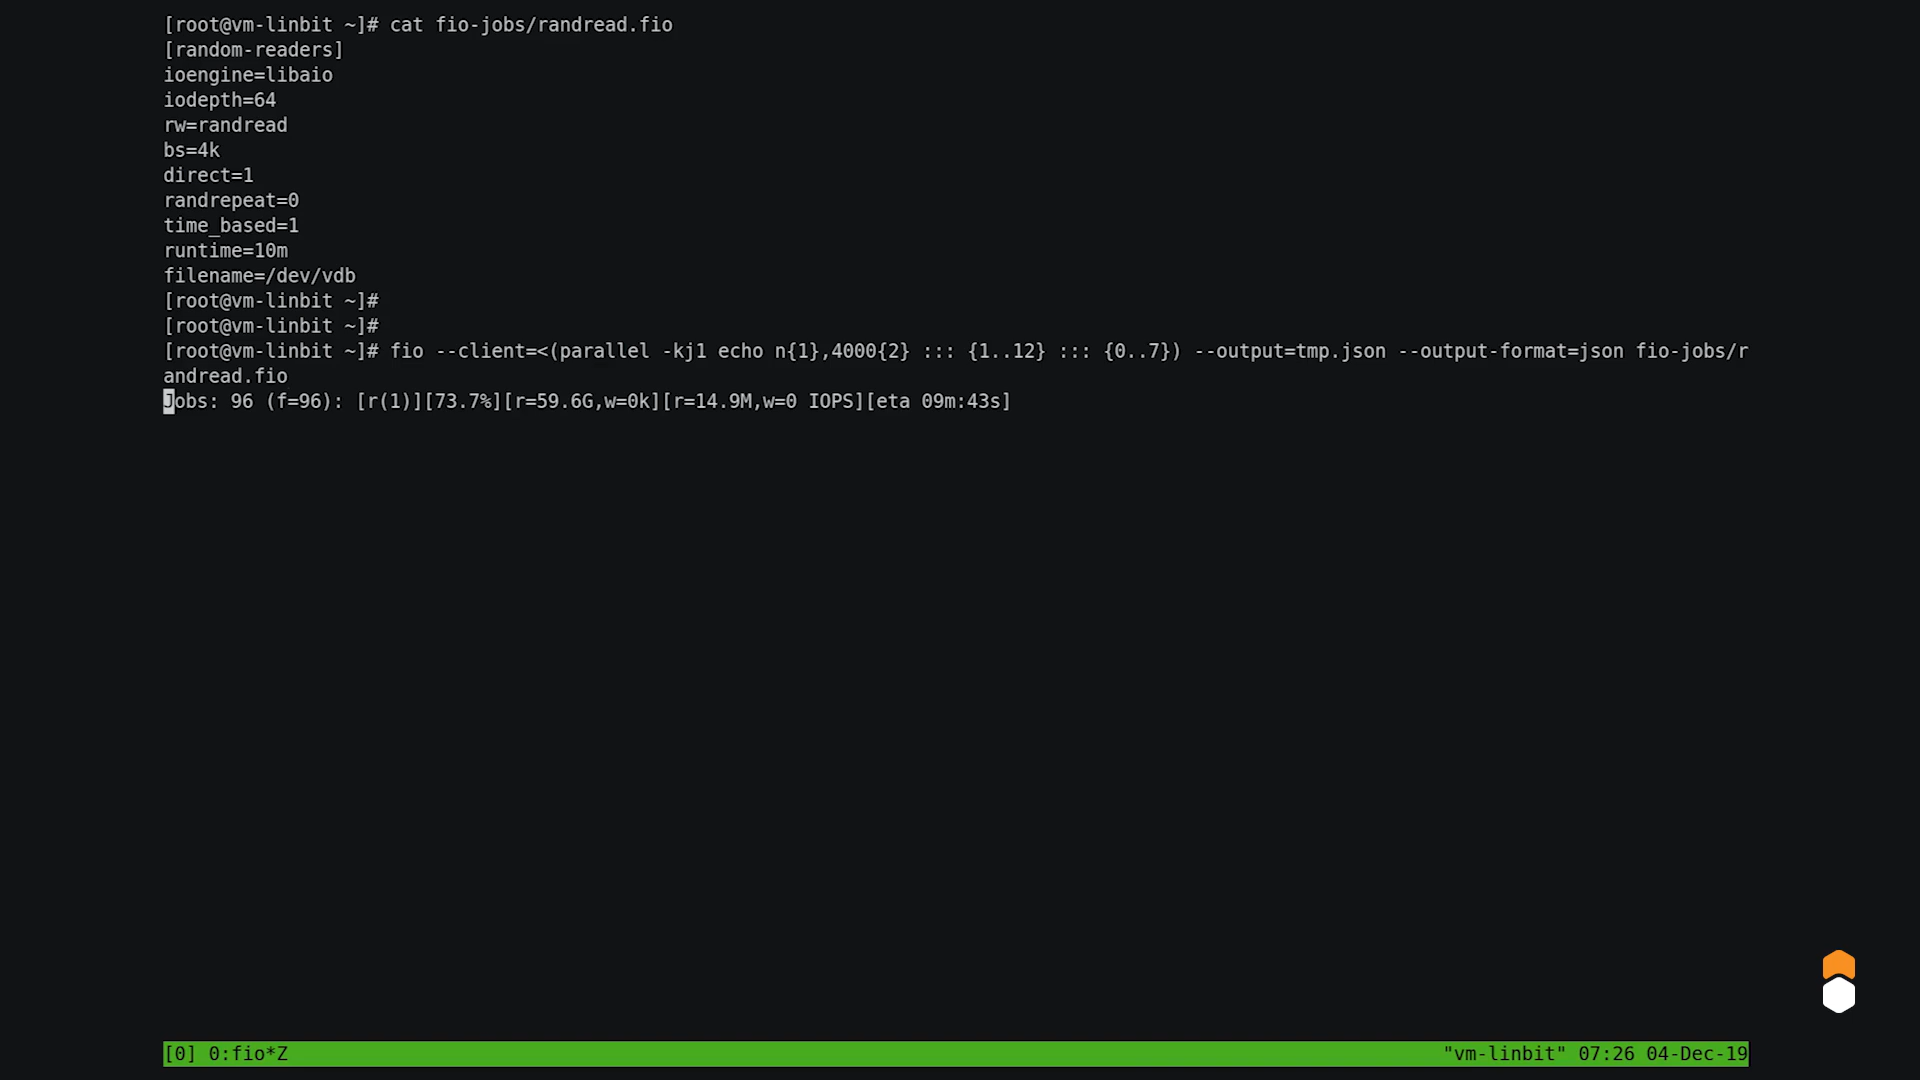 [root@vm-linbit ~]# cat fio-jobs/randread.fio
[random-readers]
ioengine=libaio
iodepth=64
rw=randread
bs=4k
direct=1
randrepeat=0
time_based=1
runtime=10m
filename=/dev/vdb
[root@vm-linbit ~]#
[root@vm-linbit ~]#
[root@vm-linbit ~]# fio --client=<(parallel -kj1 echo n{1},4000{2} ::: {1..12} ::: {0..7}) --output=tmp.json --output-format=json fio-jobs/r
andread.fio
Jobs: 96 (f=96): [r(1)][73.7%][r=59.6G,w=0k][r=14.9M,w=0 IOPS][eta 09m:43s]
[0] 0:fio*Z "vm-linbit" 07:26 04-Dec-19